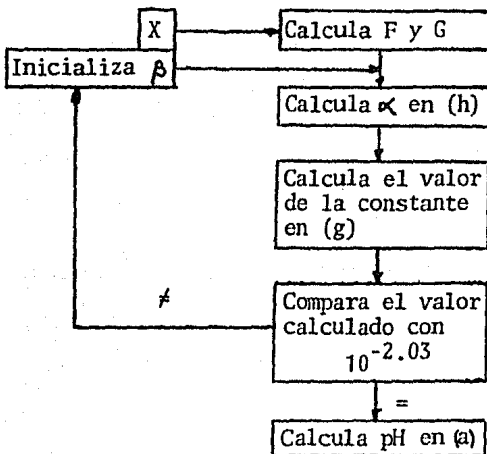 X
Calcula F y G
Inicializa β
Calcula α en (h)
Calcula el valor
de la constante
en (g)
≠
Compara el valor
calculado con
10^-2.03
=
Calcula pH en (a)